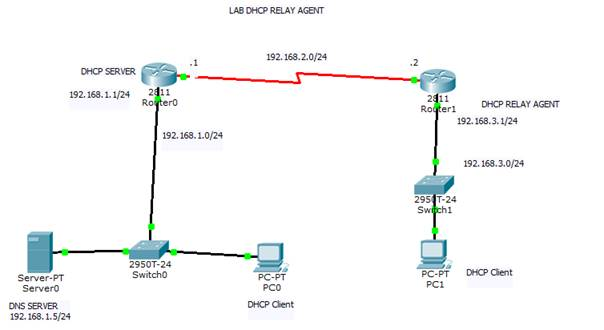 LAB DHCP RELAY AGENT
192.168.2.0/24
.1
.2
DHCP SERVER
2811
Router0
192.168.1.1/24
2811
Router1
DHCP RELAY AGENT
192.168.3.1/24
192.168.1.0/24
192.168.3.0/24
2950T-24
Switch1
Server-PT
Server0
2950T-24
Switch0
PC-PT
PC0
PC-PT
PC1
DHCP Client
DNS SERVER
192.168.1.5/24
DHCP Client